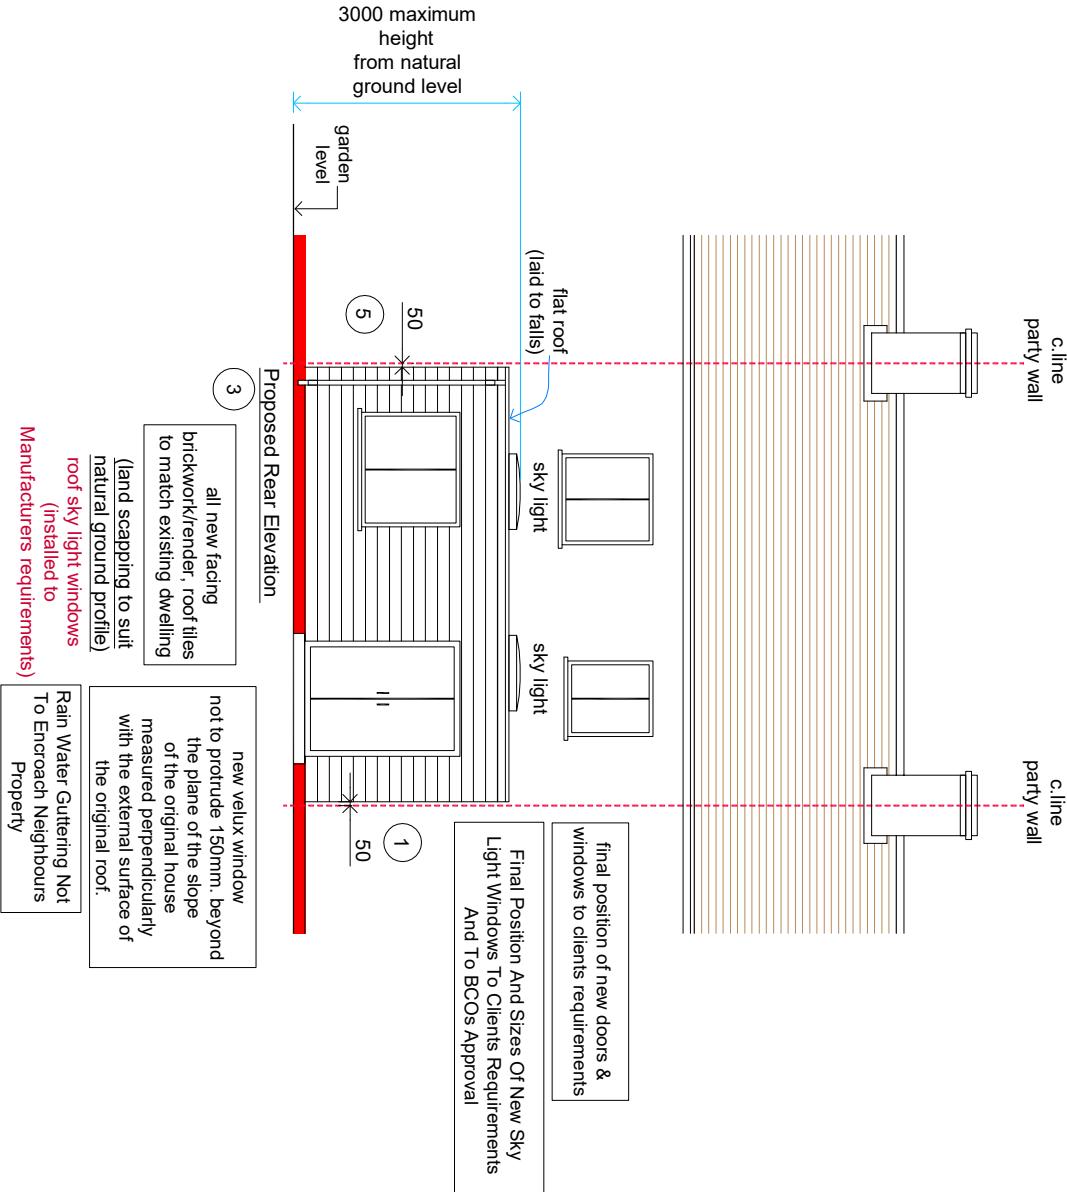 3000 maximum
height
from natural
ground level
garden
level
flat roof
(laid to falls)
c.line
party wall
c.line
party wall
50
5
sky light
sky light
3
Proposed Rear Elevation
50
1
all new facing
brickwork/render, roof tiles
to match existing dwelling
(land scapping to suit
natural ground profile)
roof sky light windows
(installed to
Manufacturers requirements)
new velux window
not to protrude 150mm. beyond
the plane of the slope
of the original house
measured perpendicularly
with the external surface of
the original roof.
Rain Water Guttering Not
To Encroach Neighbours
Property
final position of new doors &
windows to clients requirements
Final Position And Sizes Of New Sky
Light Windows To Clients Requirements
And To BCOs Approval